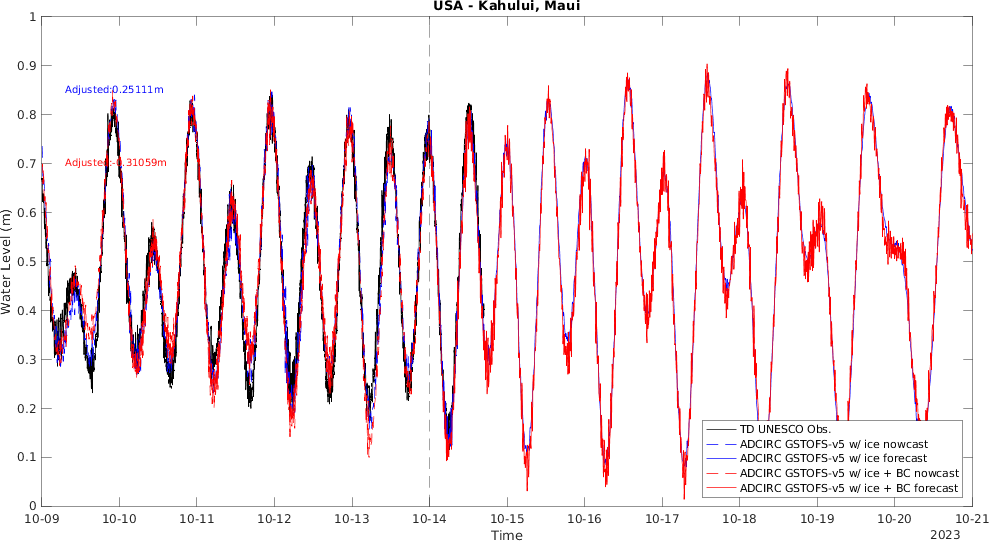 USA - Kahului, Maui
Water Level (m)
1
0.9
0.8
0.7
0.6
0.5
0.4
0.3
0.2
0.1
0
Adjusted:0.25111m
Adjusted:-0.31059m
TD UNESCO Obs.
ADCIRC GSTOFS-v5 w/ ice nowcast
ADCIRC GSTOFS-v5 w/ ice forecast
ADCIRC GSTOFS-v5 w/ ice + BC nowcast
ADCIRC GSTOFS-v5 w/ ice + BC forecast
10-09 10-10 10-11 10-12 10-13 10-14 10-15 10-16 10-17 10-18 10-19 10-20 10-21
Time
2023